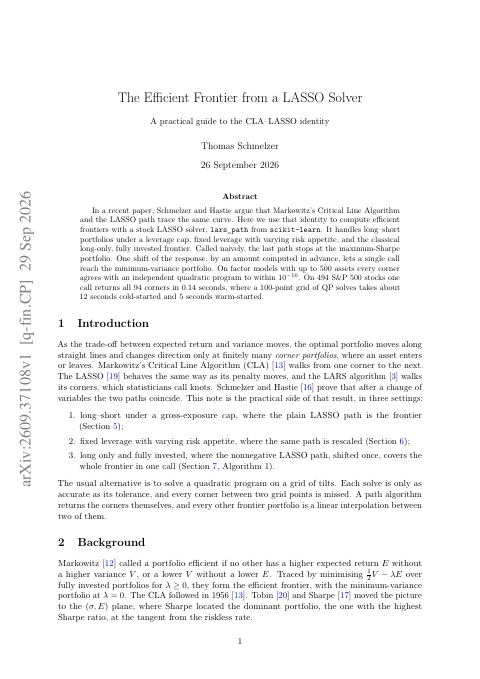 The Efficient Frontier from a LASSO Solver
A practical guide to the CLA–LASSO identity
Thomas Schmelzer
26 September 2026
arXiv:2609.37108v1 [q-fin.CP] 29 Sep 2026
Abstract
In a recent paper, Schmelzer and Hastie argue that Markowitz's Critical Line Algorithm
and the LASSO path trace the same curve. Here we use that identity to compute efficient
frontiers with a stock LASSO solver, lars_path from scikit-learn. It handles long–short
portfolios under a leverage cap, fixed leverage with varying risk appetite, and the classical
long-only, fully invested frontier. Called naively, the last path stops at the maximum-Sharpe
portfolio. One shift of the response, by an amount computed in advance, lets a single call
reach the minimum-variance portfolio. On factor models with up to 500 assets every corner
agrees with an independent quadratic program to within 10⁻¹⁰. On 494 S&P 500 stocks one
call returns all 94 corners in 0.14 seconds, where a 100-point grid of QP solves takes about
12 seconds cold-started and 5 seconds warm-started.
1 Introduction
As the trade-off between expected return and variance moves, the optimal portfolio moves along
straight lines and changes direction only at finitely many corner portfolios, where an asset enters
or leaves. Markowitz's Critical Line Algorithm (CLA) [13] walks from one corner to the next.
The LASSO [19] behaves the same way as its penalty moves, and the LARS algorithm [3] walks
its corners, which statisticians call knots. Schmelzer and Hastie [16] prove that after a change of
variables the two paths coincide. This note is the practical side of that result, in three settings:
1. long–short under a gross-exposure cap, where the plain LASSO path is the frontier
(Section 5);
2. fixed leverage with varying risk appetite, where the same path is rescaled (Section 6);
3. long only and fully invested, where the nonnegative LASSO path, shifted once, covers the
whole frontier in one call (Section 7, Algorithm 1).
The usual alternative is to solve a quadratic program on a grid of tilts. Each solve is only as
accurate as its tolerance, and every corner between two grid points is missed. A path algorithm
returns the corners themselves, and every other frontier portfolio is a linear interpolation between
two of them.
2 Background
Markowitz [12] called a portfolio efficient if no other has a higher expected return E without
a higher variance V, or a lower V without a lower E. Traced by minimising ½V − λE over
fully invested portfolios for λ ≥ 0, they form the efficient frontier, with the minimum-variance
portfolio at λ = 0. The CLA followed in 1956 [13]. Tobin [20] and Sharpe [17] moved the picture
to the (σ, E) plane, where Sharpe located the dominant portfolio, the one with the highest
Sharpe ratio, at the tangent from the riskless rate.
1